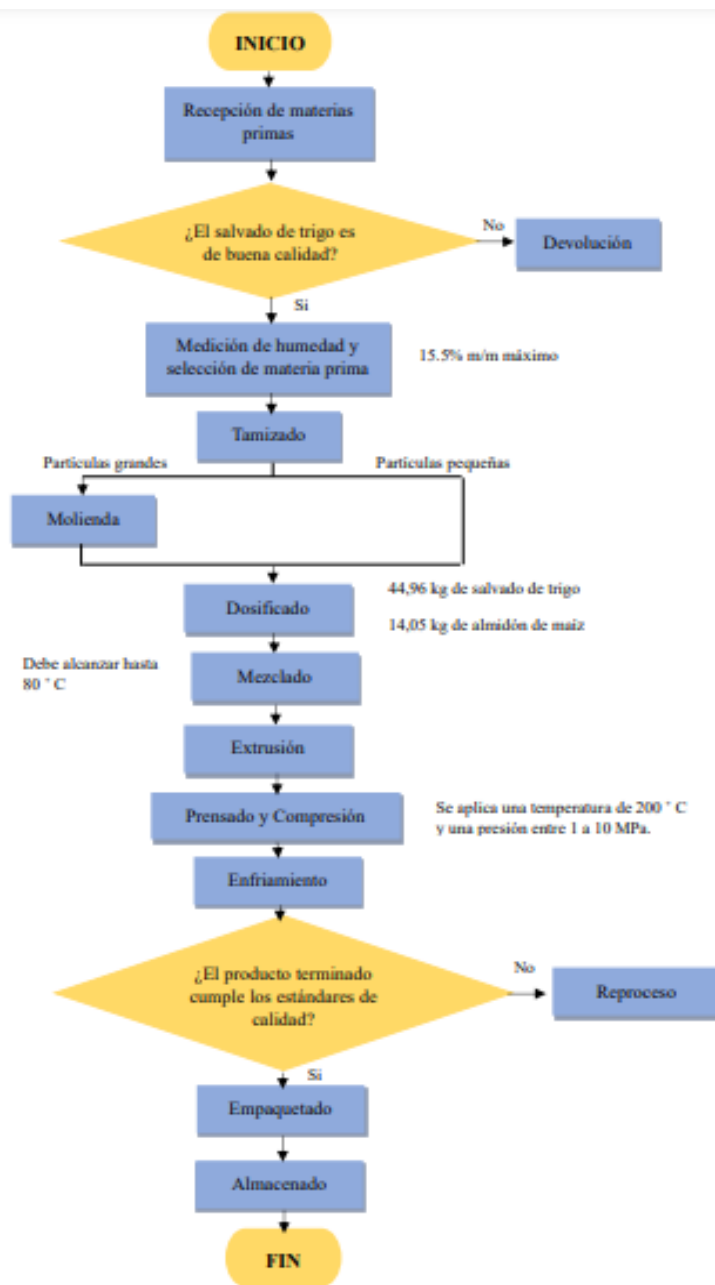 INICIO
Recepción de materias
primas
¿El salvado de trigo es
de buena calidad?
No
Devolución
Si
Medición de humedad y
selección de materia prima
15.5% m/m máximo
Tamizado
Partículas grandes
Partículas pequeñas
Molienda
Dosificado
44,96 kg de salvado de trigo
14,05 kg de almidón de maíz
Debe alcanzar hasta
80 ° C
Mezclado
Extrusión
Prensado y Compresión
Se aplica una temperatura de 200 ° C
y una presión entre 1 a 10 MPa.
Enfriamiento
¿El producto terminado
cumple los estándares de
calidad?
No
Reproceso
Si
Empaquetado
Almacenado
FIN